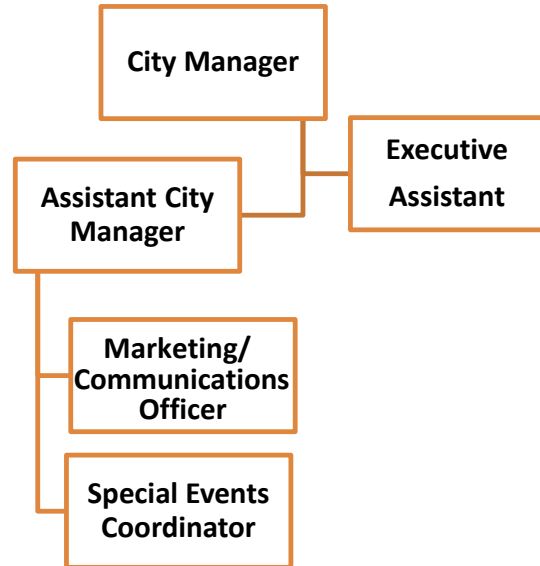 City Manager
Executive
Assistant
Assistant City
Manager
Marketing/
Communications
Officer
Special Events
Coordinator